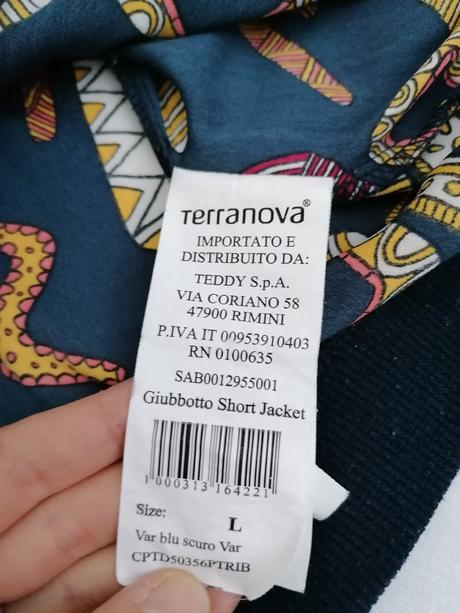 Terranova®
IMPORTATO E
DISTRIBUITO DA:
TEDDY S.p.A.
VIA CORIANO 58
47900 RIMINI
P.IVA IT 00953910403
RN 0100635
SAB0012955001
Giubbotto Short Jacket
1 000313 164221
Size: L
Var blu scuro Var
CPTD50356PTRIB